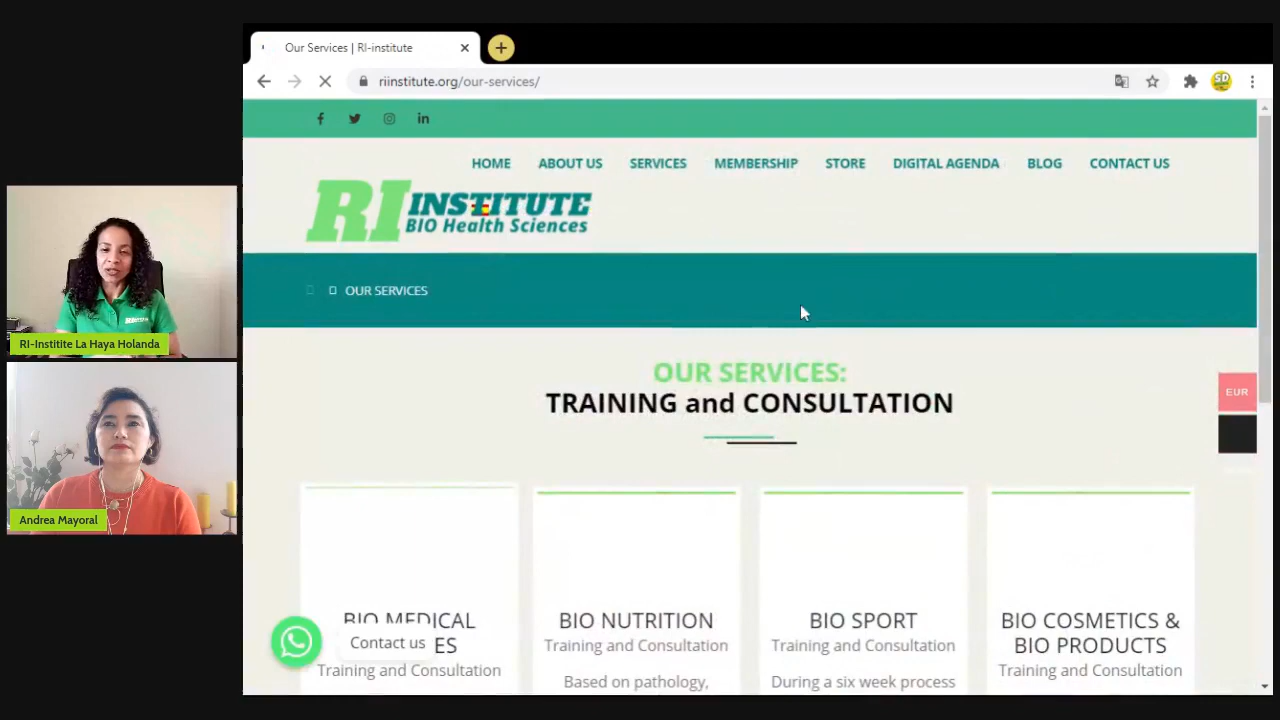 Our Services | RI-institute
riinstitute.org/our-services/
HOME ABOUT US SERVICES MEMBERSHIP STORE DIGITAL AGENDA BLOG CONTACT US
RI INSTITUTE
BIO Health Sciences
OUR SERVICES
OUR SERVICES:
TRAINING and CONSULTATION
EUR
BIO MEDICAL
ES
Training and Consultation
BIO NUTRITION
Training and Consultation
Based on pathology,
BIO SPORT
Training and Consultation
During a six week process
BIO COSMETICS &
BIO PRODUCTS
Training and Consultation
Contact us
RI-Institite La Haya Holanda
Andrea Mayoral